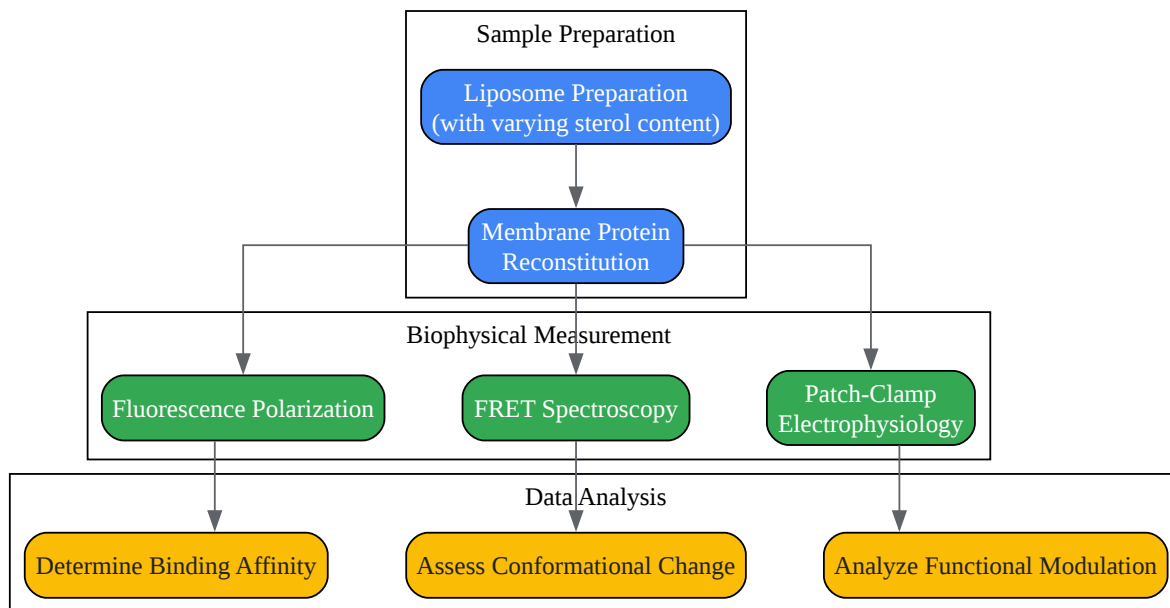 Sample Preparation
Liposome Preparation
(with varying sterol content)
Membrane Protein
Reconstitution
Biophysical Measurement
Fluorescence Polarization
FRET Spectroscopy
Patch-Clamp
Electrophysiology
Data Analysis
Determine Binding Affinity
Assess Conformational Change
Analyze Functional Modulation